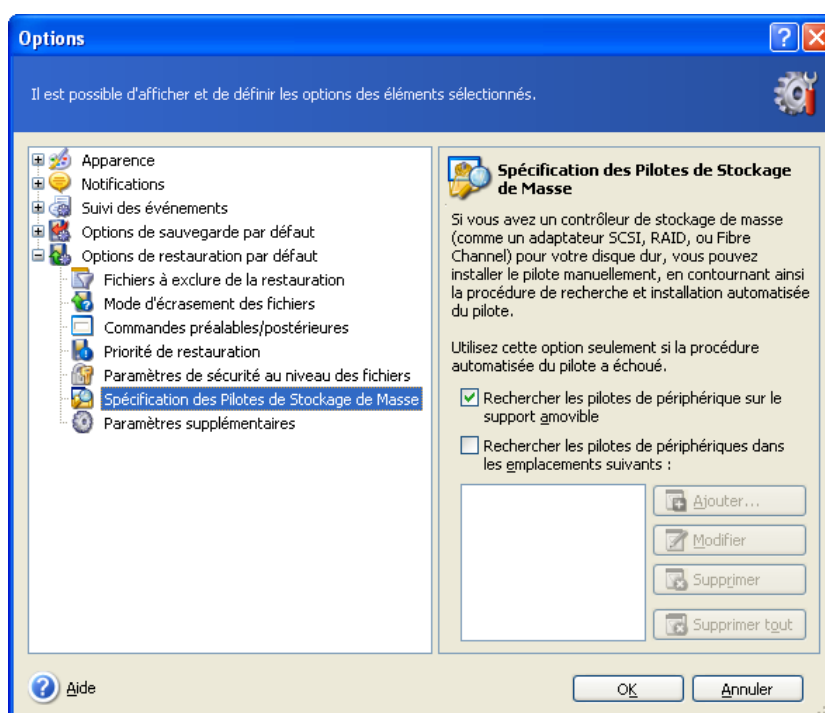 Options
Il est possible d'afficher et de définir les options des éléments sélectionnés.
Apparence
Notifications
Suivi des événements
Options de sauvegarde par défaut
Options de restauration par défaut
Fichiers à exclure de la restauration
Mode d'écrasement des fichiers
Commandes préalables/postérieures
Priorité de restauration
Paramètres de sécurité au niveau des fichiers
Spécification des Pilotes de Stockage de Masse
Paramètres supplémentaires
Spécification des Pilotes de Stockage
de Masse
Si vous avez un contrôleur de stockage de masse
(comme un adaptateur SCSI, RAID, ou Fibre
Channel) pour votre disque dur, vous pouvez
installer le pilote manuellement, en contournant ainsi
la procédure de recherche et installation automatisée
du pilote.
Utilisez cette option seulement si la procédure
automatisée du pilote a échoué.
Rechercher les pilotes de périphérique sur le
support amovible
Rechercher les pilotes de périphériques dans
les emplacements suivants :
Ajouter...
Modifier
Supprimer
Supprimer tout
Aide
OK
Annuler